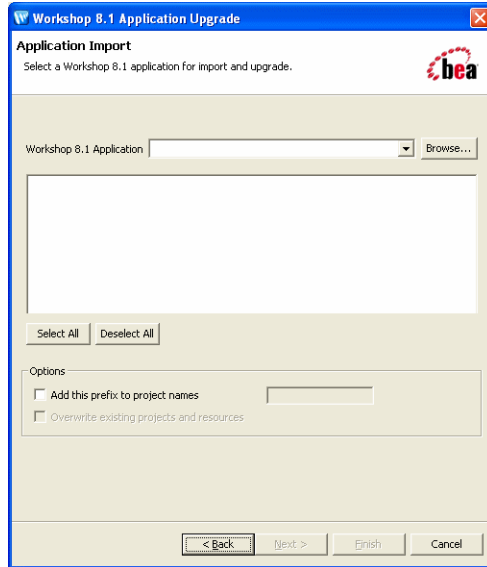 Workshop 8.1 Application Upgrade
Application Import
Select a Workshop 8.1 application for import and upgrade.
bea
Workshop 8.1 Application Browse...
Select All Deselect All
Options
Add this prefix to project names
Overwrite existing projects and resources
< Back Next > Finish Cancel